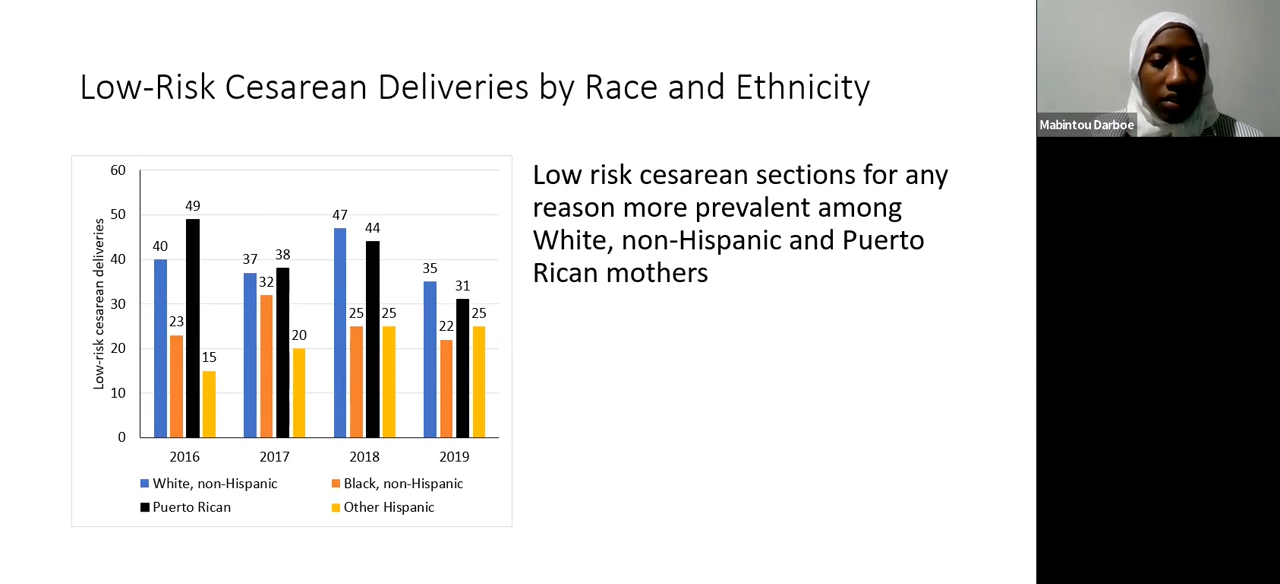 Low-Risk Cesarean Deliveries by Race and Ethnicity
Mabintou Darboe
Low-risk cesarean deliveries
60
50
40
30
20
10
0
40
23
49
15
37
32
38
20
47
25
44
25
35
22
31
25
2016
2017
2018
2019
White, non-Hispanic
Black, non-Hispanic
Puerto Rican
Other Hispanic
Low risk cesarean sections for any
reason more prevalent among
White, non-Hispanic and Puerto
Rican mothers